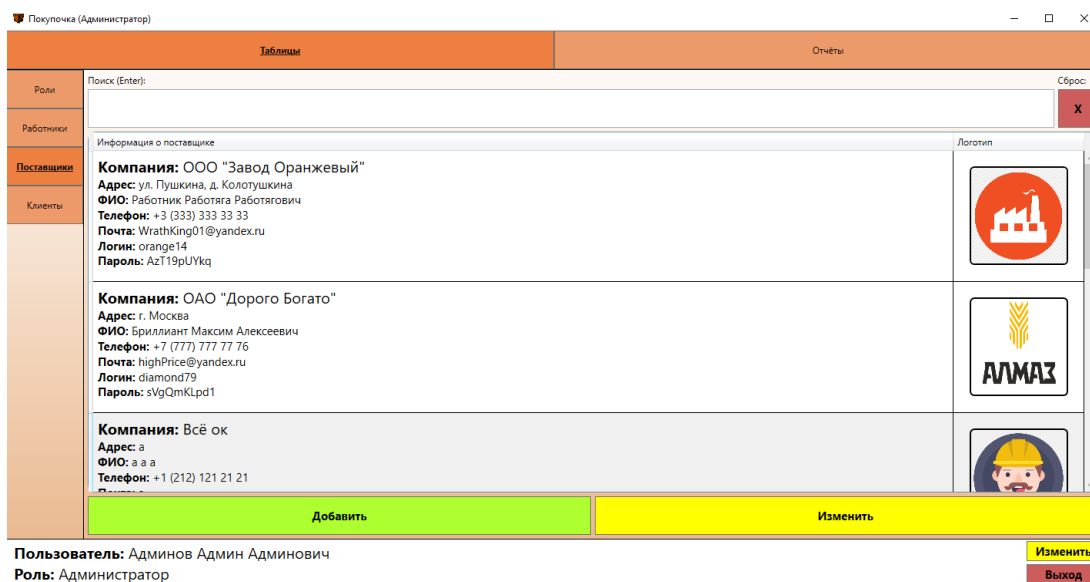 Покупочка (Администратор)
Таблицы
Отчёты
Роли
Работники
Поставщики
Клиенты
Поиск (Enter):
Сброс:
X
Информация о поставщике
Логотип
Компания: ООО "Завод Оранжевый"
Адрес: ул. Пушкина, д. Колотушкина
ФИО: Работник Работяга Работягович
Телефон: +3 (333) 333 33 33
Почта: WrathKing01@yandex.ru
Логин: orange14
Пароль: AzT19pUYkq
Компания: ОАО "Дорого Богато"
Адрес: г. Москва
ФИО: Бриллиант Максим Алексеевич
Телефон: +7 (777) 777 77 76
Почта: highPrice@yandex.ru
Логин: diamond79
Пароль: sVgQmKLpd1
АЛМАЗ
Компания: Всё ок
Адрес: а
ФИО: а а а
Телефон: +1 (212) 121 21 21
Добавить
Изменить
Пользователь: Админов Админ Админович
Изменить
Роль: Администратор
Выход